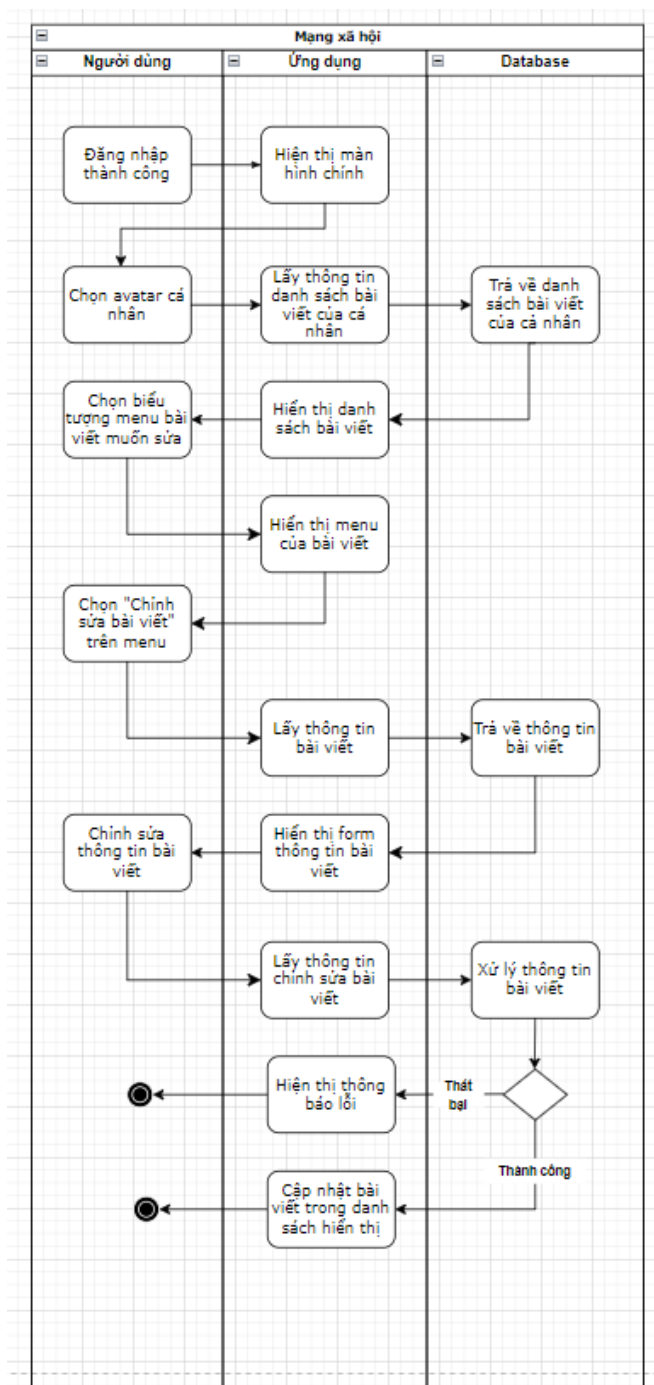 Mạng xã hội
Người dùng
Ứng dụng
Database
Đăng nhập
thành công
Hiện thị màn
hình chính
Chọn avatar cá
nhân
Lấy thông tin
danh sách bài
viết của cá
nhân
Trả về danh
sách bài viết
của cả nhân
Chọn biểu
tượng menu bài
viết muốn sửa
Hiển thị danh
sách bài viết
Hiển thị menu
của bài viết
Chọn "Chỉnh
sửa bài viết"
trên menu
Lấy thông tin
bài viết
Trả về thông tin
bài viết
Chỉnh sửa
thông tin bài
viết
Hiển thị form
thông tin bài
viết
Lấy thông tin
chỉnh sửa bài
viết
Xử lý thông tin
bài viết
Hiện thị thông
báo lỗi
Thất
bại
Thành công
Cập nhật bài
viết trong danh
sách hiển thị